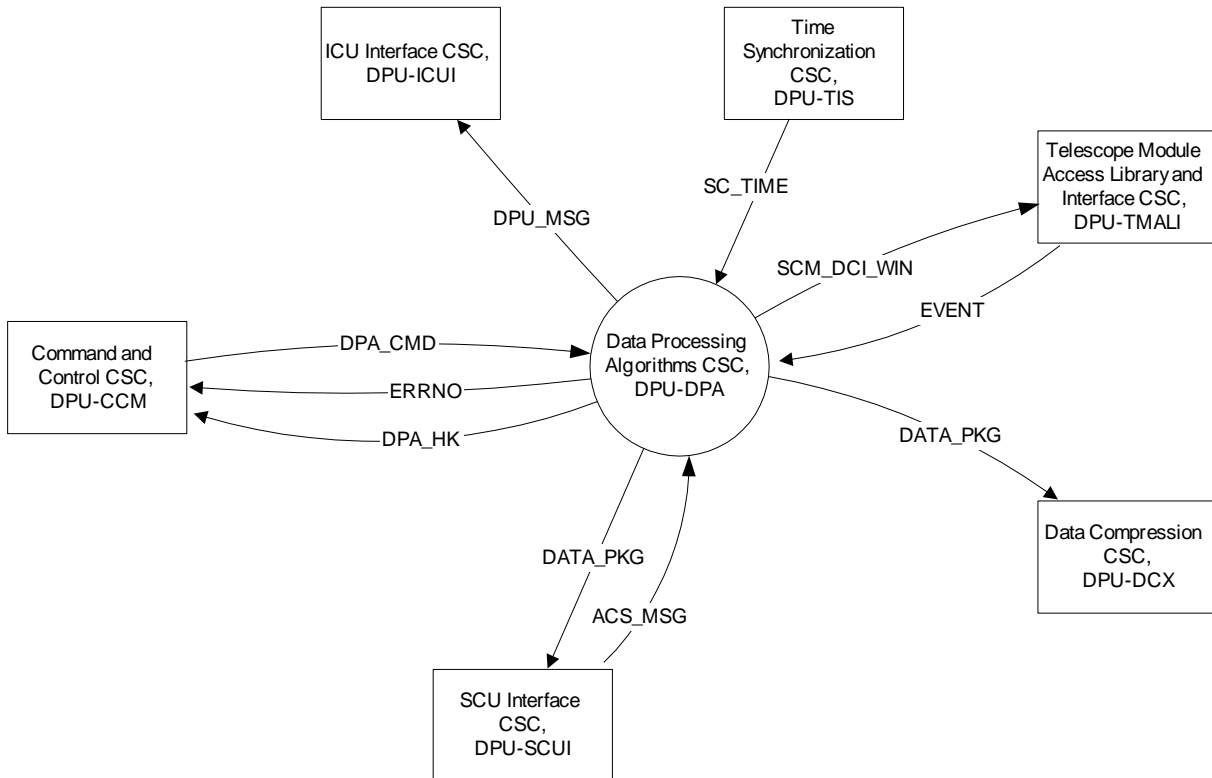 ICU Interface CSC,
DPU-ICUI
Time
Synchronization
CSC,
DPU-TIS
Telescope Module
Access Library and
Interface CSC,
DPU-TMALI
SC_TIME
DPU_MSG
SCM_DCI_WIN
EVENT
Command and
Control CSC,
DPU-CCM
DPA_CMD
ERRNO
DPA_HK
Data Processing
Algorithms CSC,
DPU-DPA
DATA_PKG
DATA_PKG
ACS_MSG
Data Compression
CSC,
DPU-DCX
SCU Interface
CSC,
DPU-SCUI